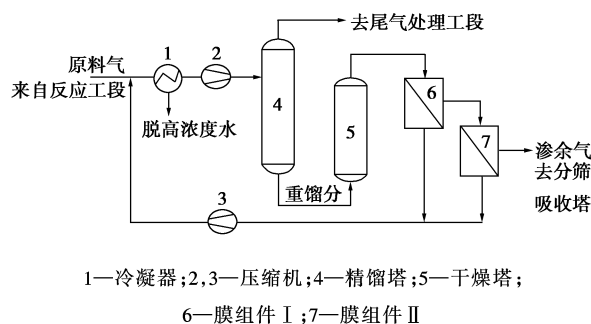 去尾气处理工段
原料气
来自反应工段
1
2
脱高浓度水
4
5
6
7
渗余气
去分筛
吸收塔
重馏分
3
1—冷凝器;2,3—压缩机;4—精馏塔;5—干燥塔;
6—膜组件Ⅰ;7—膜组件Ⅱ